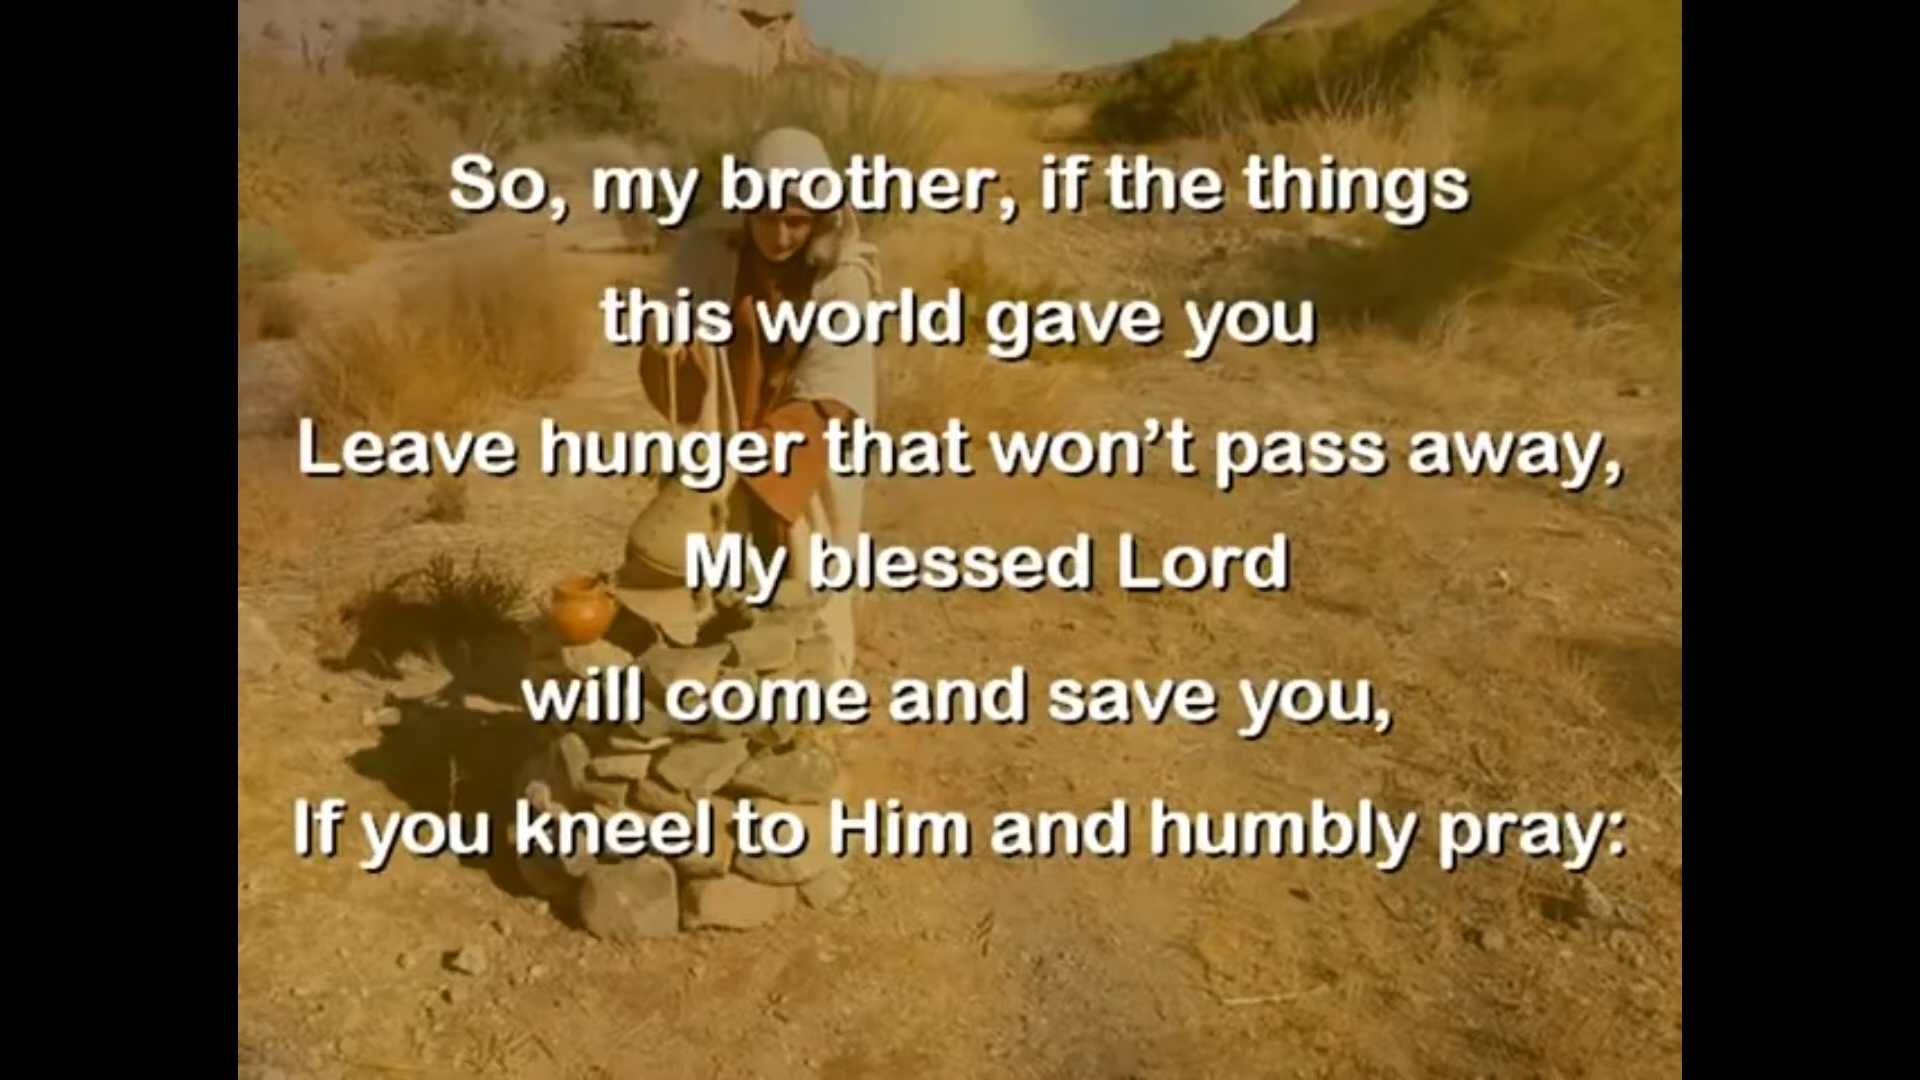 So, my brother, if the things
this world gave you
Leave hunger that won't pass away,
My blessed Lord
will come and save you,
If you kneel to Him and humbly pray: